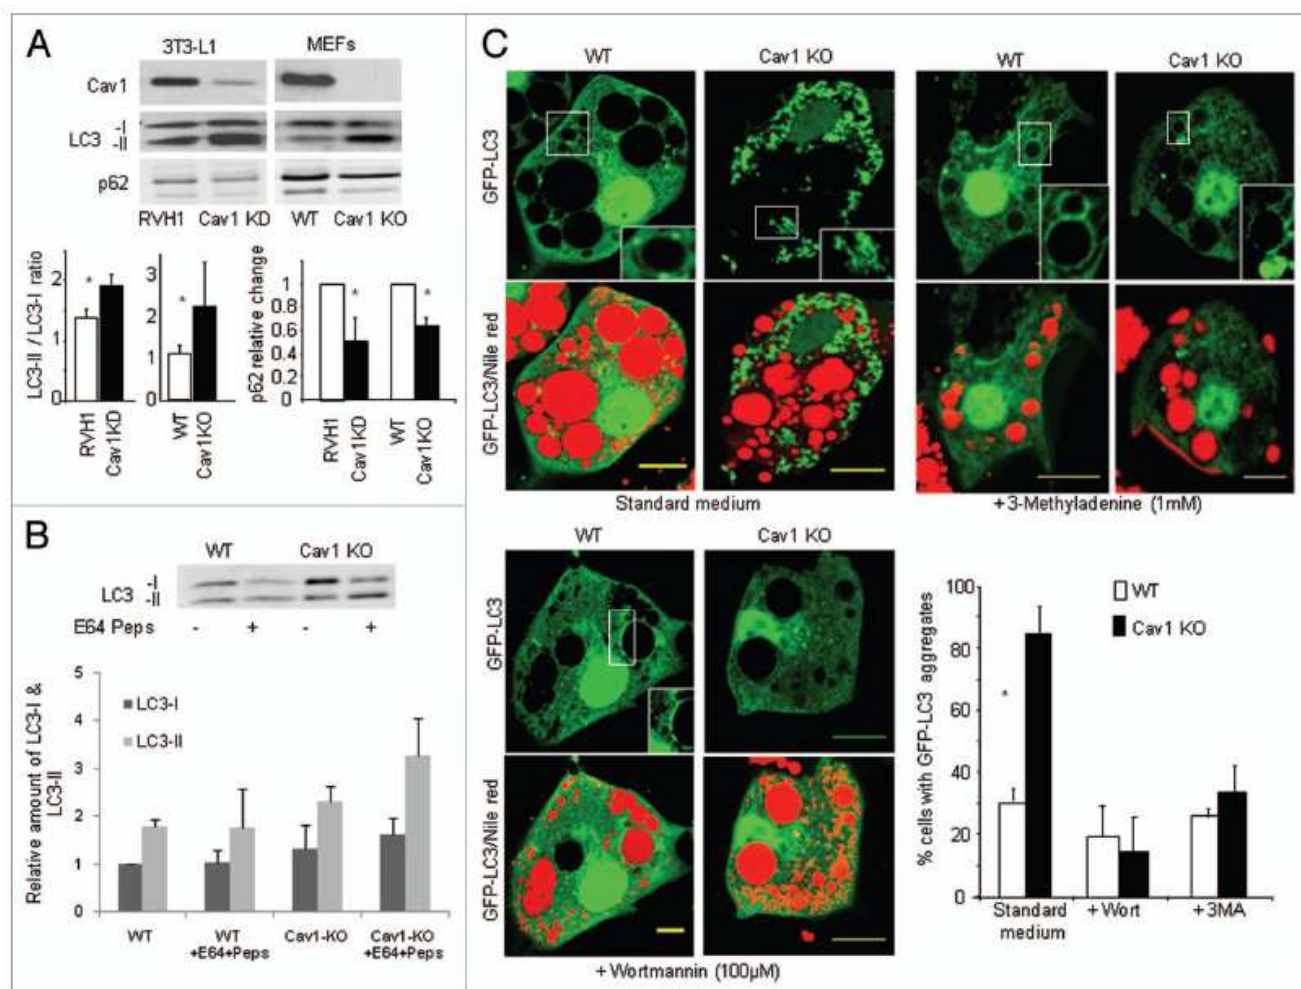 A
3T3-L1 MEFs
Cav1
LC3 -I
-II
p62
RVH1 Cav1 KD WT Cav1 KO
LC3-II / LC3-I ratio
2
1
0
*
RVH1
Cav1KD
3
2
1
0
*
WT
Cav1KO
p62 relative change
1
0.8
0.6
0.4
0.2
0
* *
RVH1
Cav1KD
WT
Cav1KO
B
WT Cav1 KO
LC3 -I
-II
E64 Peps - + - +
Relative amount of LC3-I &
LC3-II
5
4
3
2
1
0
LC3-I
LC3-II
WT
WT
+E64+Peps
Cav1-KO
Cav1-KO
+E64+Peps
C
WT Cav1 KO WT Cav1 KO
GFP-LC3
GFP-LC3/Nile red
Standard medium
+3-Methyladenine (1mM)
WT Cav1 KO
GFP-LC3
GFP-LC3/Nile red
+ Wortmannin (100µM)
% cells with GFP-LC3 aggregates
100
80
60
40
20
0
WT
Cav1 KO
*
Standard
medium
+ Wort
+3MA